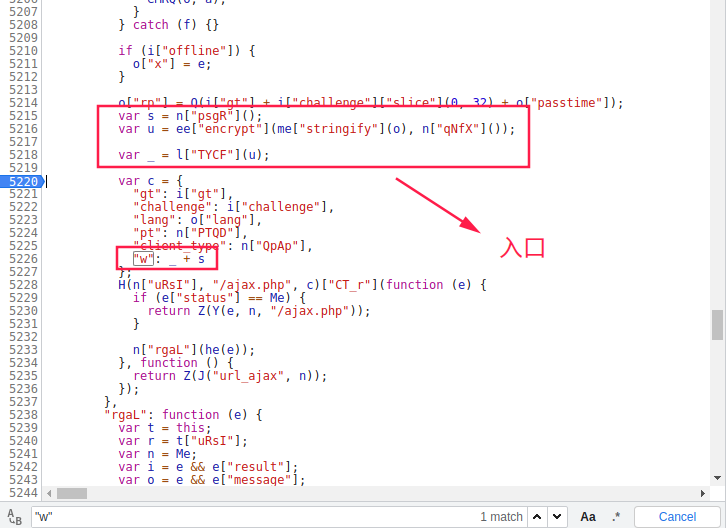 5207 }
5208 } catch (f) {}
5209
5210 if (i["offline"]) {
5211 o["x"] = e;
5212 }
5213
5214 o["rp"] = Q(i["gt"] + i["challenge"]["slice"](0, 32) + o["passtime"]);
5215 var s = n["psgR"]();
5216 var u = ee["encrypt"](me["stringify"](o), n["qNfX"]());
5217
5218 var _ = l["TYCF"](u);
5219
5220 var c = {
5221 "gt": i["gt"],
5222 "challenge": i["challenge"],
5223 "lang": o["lang"],
5224 "pt": n["PTQD"],
5225 "client_type": n["QpAp"],
入口
5226 "w": _ + s
5227 };
5228 H(n["uRsI"], "/ajax.php", c)["CT_r"](function (e) {
5229 if (e["status"] == Me) {
5230 return Z(Y(e, n, "/ajax.php"));
5231 }
5232
5233 n["rgaL"](he(e));
5234 }, function () {
5235 return Z(J("url_ajax", n));
5236 });
5237 },
5238 "rgaL": function (e) {
5239 var t = this;
5240 var r = t["uRsI"];
5241 var n = Me;
5242 var i = e && e["result"];
5243 var o = e && e["message"];
5244
"w" 1 match Aa .* Cancel